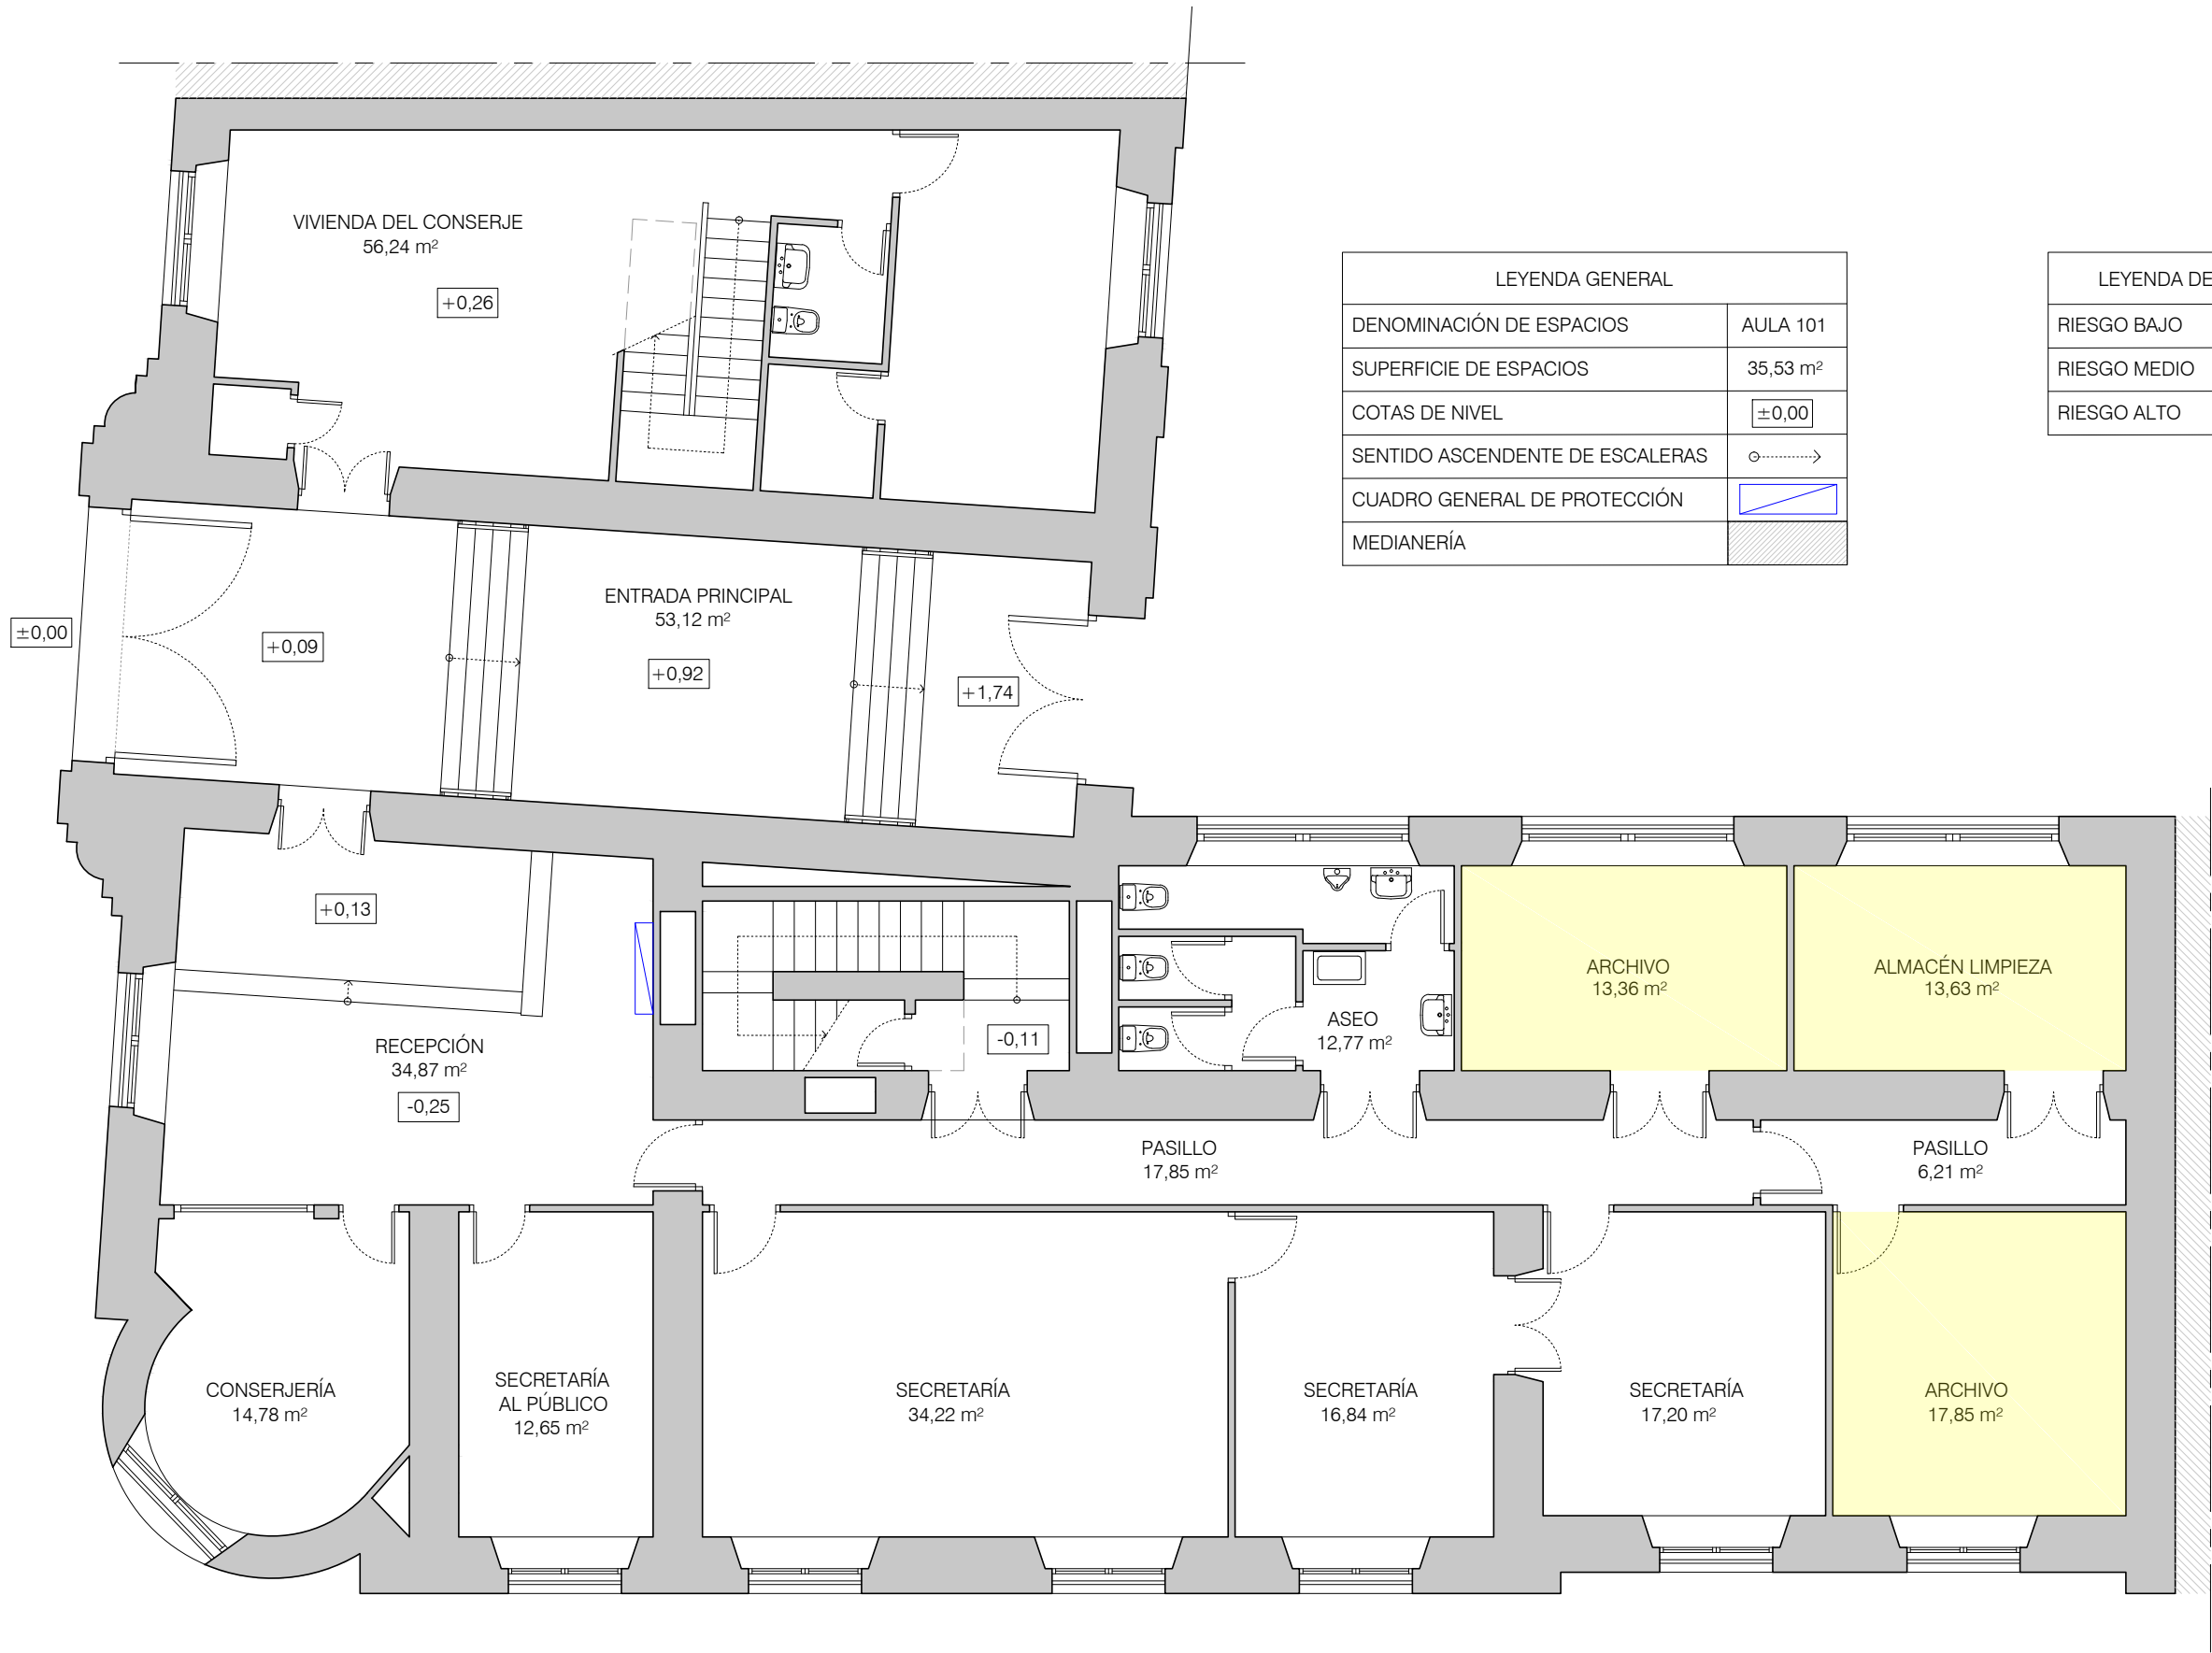 VIVIENDA DEL CONSERJE
56,24 m²
+0,26
LEYENDA GENERAL
DENOMINACIÓN DE ESPACIOS AULA 101
SUPERFICIE DE ESPACIOS 35,53 m²
COTAS DE NIVEL ±0,00
SENTIDO ASCENDENTE DE ESCALERAS
CUADRO GENERAL DE PROTECCIÓN
MEDIANERÍA
LEYENDA DE
RIESGO BAJO
RIESGO MEDIO
RIESGO ALTO
ENTRADA PRINCIPAL
53,12 m²
±0,00
+0,09
+0,92
+1,74
+0,13
RECEPCIÓN
34,87 m²
-0,25
-0,11
ASEO
12,77 m²
ARCHIVO
13,36 m²
ALMACÉN LIMPIEZA
13,63 m²
PASILLO
17,85 m²
PASILLO
6,21 m²
CONSERJERÍA
14,78 m²
SECRETARÍA
AL PÚBLICO
12,65 m²
SECRETARÍA
34,22 m²
SECRETARÍA
16,84 m²
SECRETARÍA
17,20 m²
ARCHIVO
17,85 m²